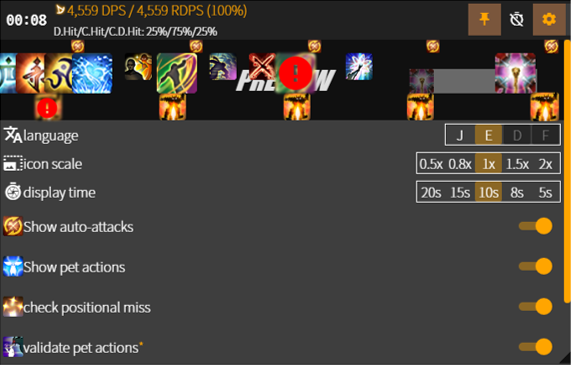 00:08
4,559 DPS / 4,559 RDPS (100%)
D.Hit/C.Hit/C.D.Hit: 25%/75%/25%
language
J E D F
icon scale
0.5x 0.8x 1x 1.5x 2x
display time
20s 15s 10s 8s 5s
Show auto-attacks
Show pet actions
check positional miss
validate pet actions*